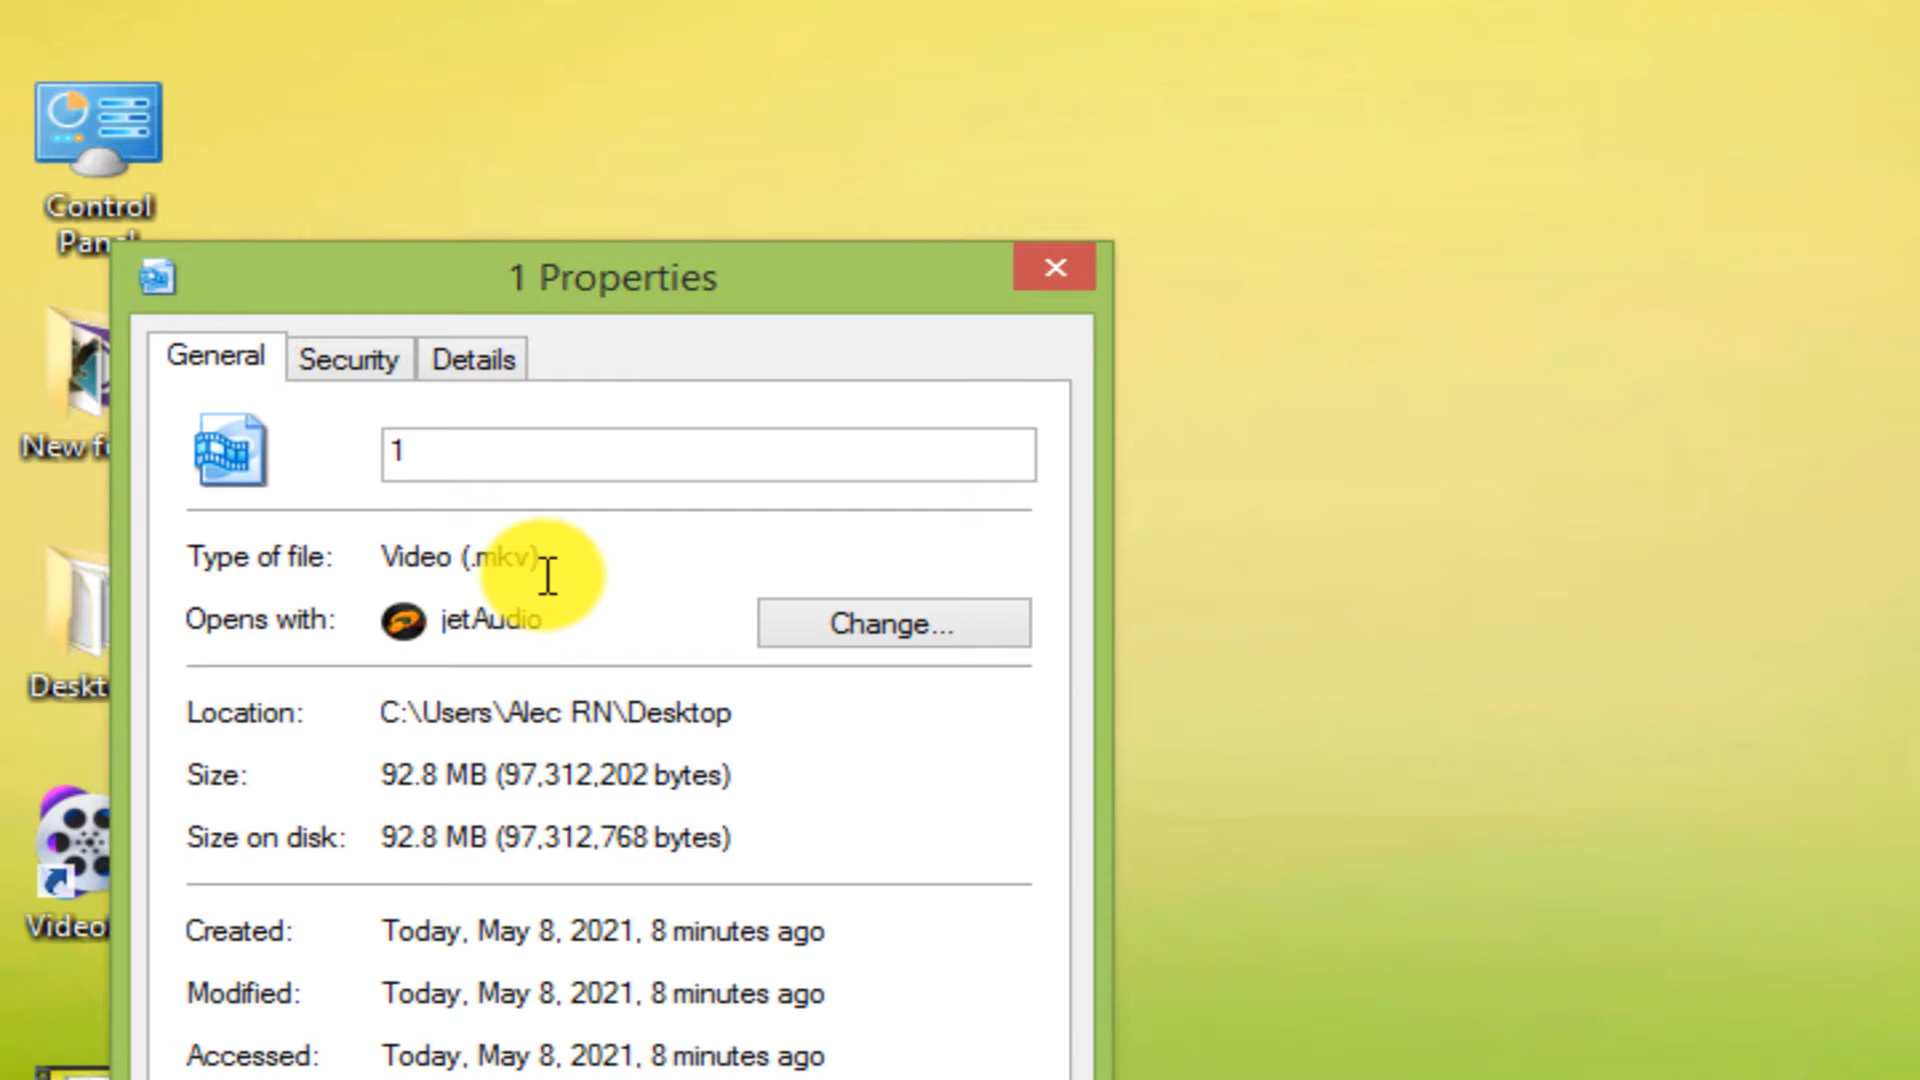 Control
Panel
1 Properties
General
Security
Details
1
Type of file: Video (.mkv)
Opens with: jetAudio
Change...
Location: C:\Users\Alec RN\Desktop
Size: 92.8 MB (97,312,202 bytes)
Size on disk: 92.8 MB (97,312,768 bytes)
Created: Today, May 8, 2021, 8 minutes ago
Modified: Today, May 8, 2021, 8 minutes ago
Accessed: Today, May 8, 2021, 8 minutes ago
New f
Deskt
Video